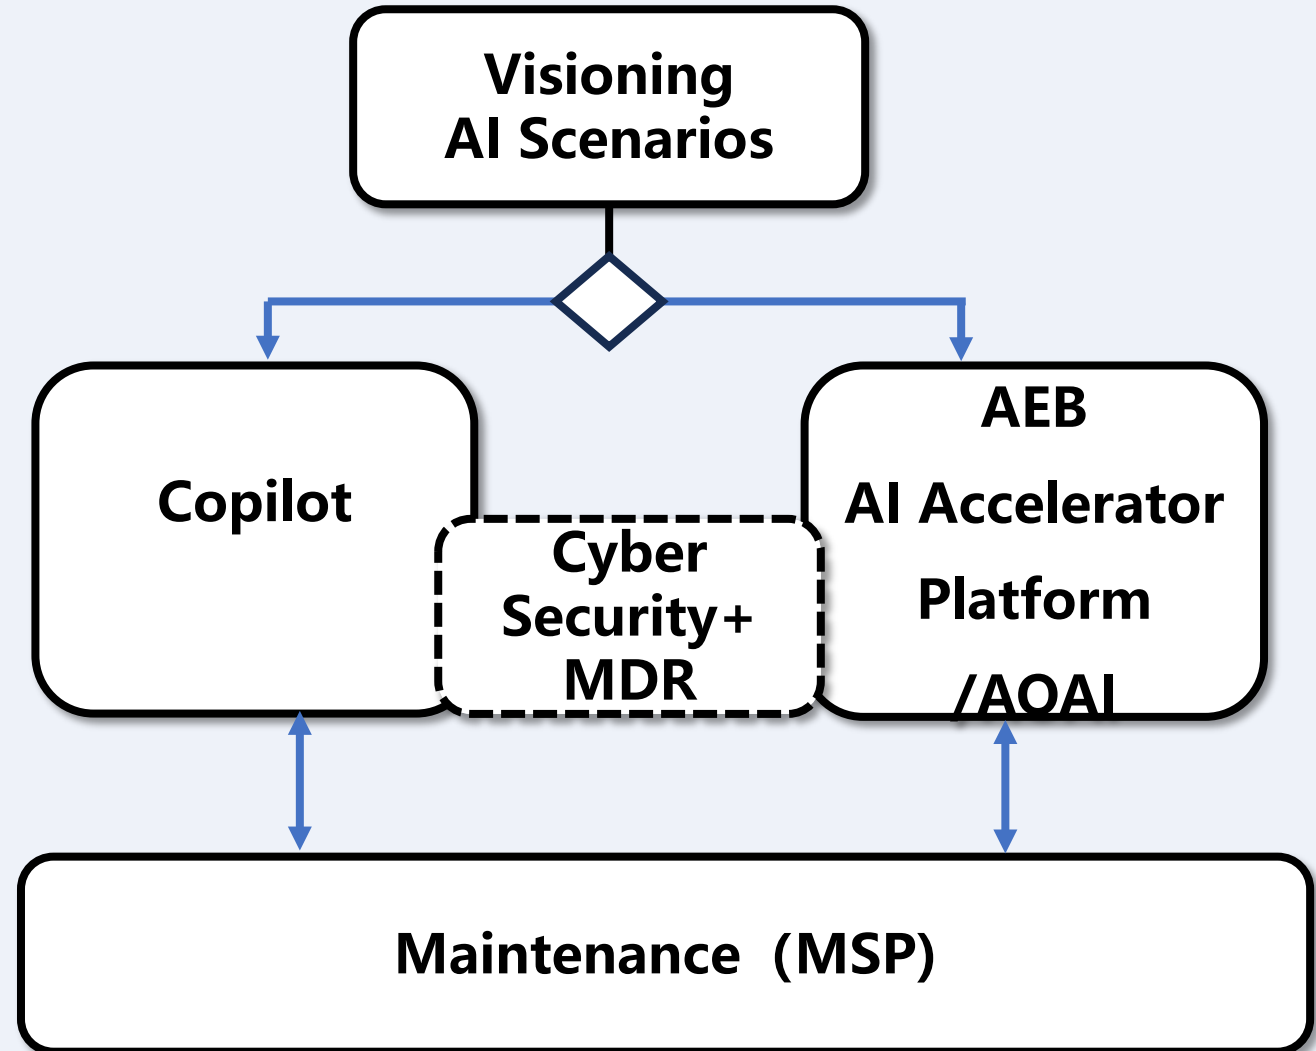 Visioning
AI Scenarios
Copilot
AEB
AI Accelerator
Platform
/AOAI
Cyber
Security+
MDR
Maintenance（MSP)